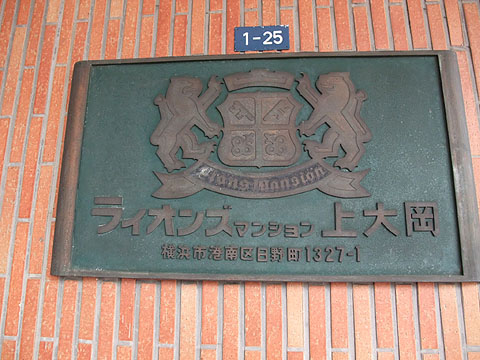 1-25
Lions Mansion
ライオンズマンション 上大岡
横浜市港南区日野町1327-1